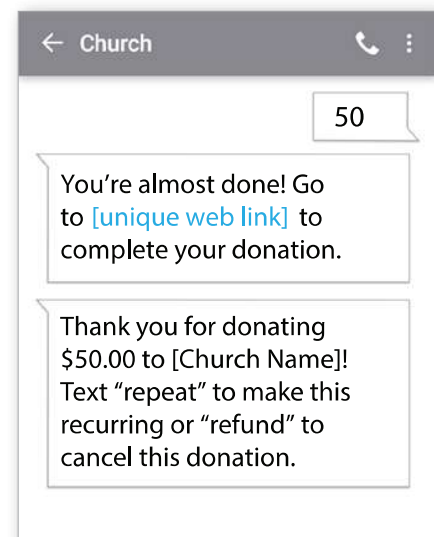 Church
50
You're almost done! Go
to [unique web link] to
complete your donation.
Thank you for donating
$50.00 to [Church Name]!
Text “repeat” to make this
recurring or “refund” to
cancel this donation.